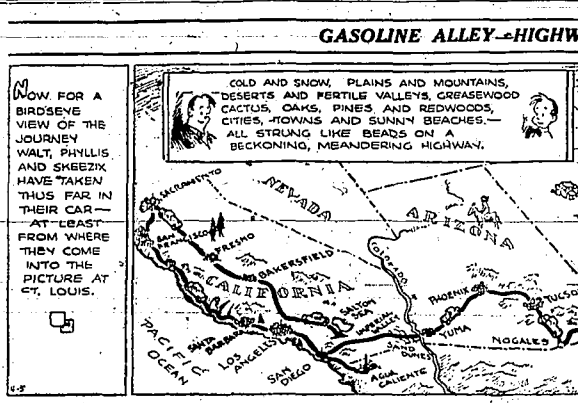 GASOLINE ALLEY—HIGHW
NOW FOR A
BIRDSEYE
VIEW OF THE
JOURNEY
WALT, PHYLLIS
AND SKEEZIX
HAVE TAKEN
THUS FAR IN
THEIR CAR—
AT LEAST
FROM WHERE
THEY COME
INTO THE
PICTURE AT
ST. LOUIS.
4-5
COLD AND SNOW, PLAINS AND MOUNTAINS,
DESERTS AND FERTILE VALLEYS, GREASEWOOD
CACTUS, OAKS, PINES, AND REDWOODS,
CITIES, TOWNS AND SUNNY BEACHES.—
ALL STRUNG LIKE BEADS ON A
BECKONING, MEANDERING HIGHWAY.
SACRAMENTO
NEVADA
ARIZONA
SAN
FRANCISCO
FRESNO
BAKERSFIELD
COLORADO
CALIFORNIA
PHOENIX
TUCSO
SALTON
SEA
IMPERIAL
VALLEY
YUMA
SAND
DUNES
NOGALES
SANTA
BARBARA
LOS
ANGELES
SAN
DIEGO
AGUA
CALIENTE
PACIFIC
OCEAN